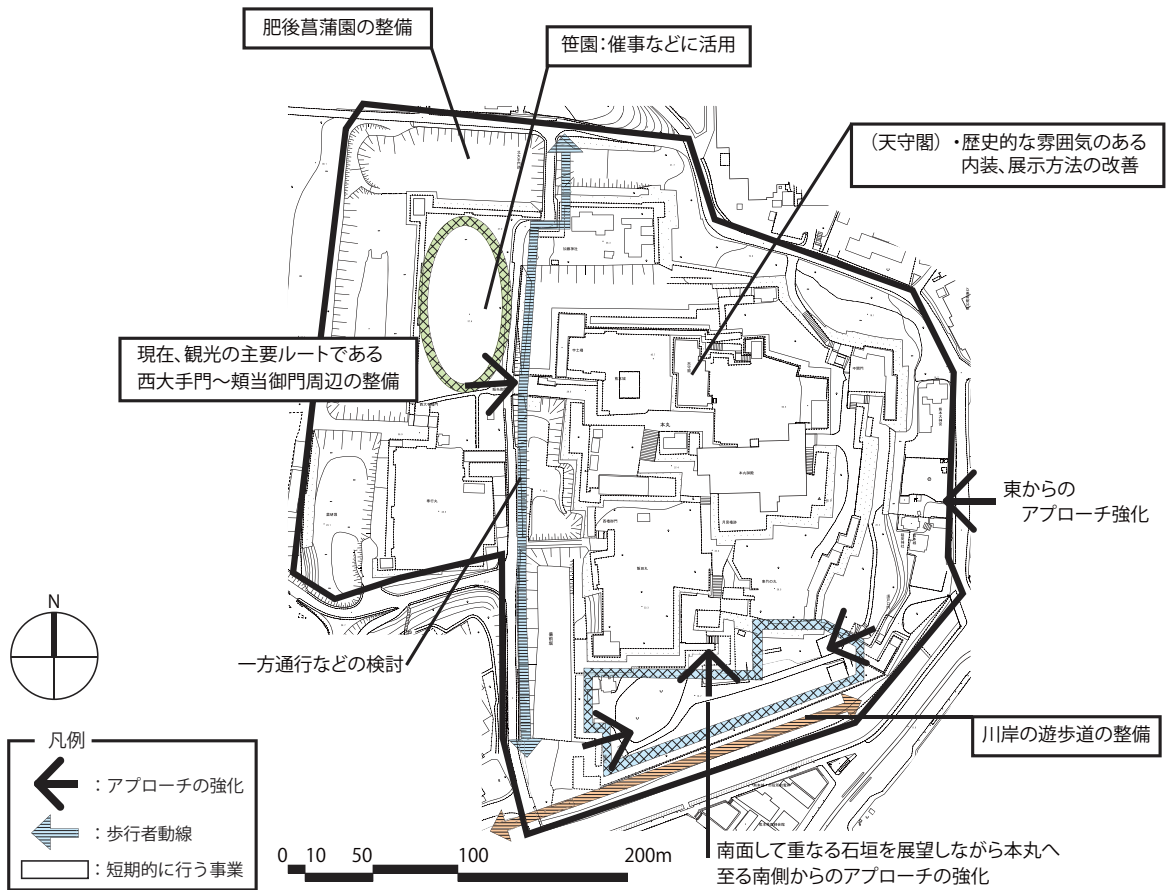 肥後菖蒲園の整備
笹園：催事などに活用
（天守閣）・歴史的な雰囲気のある
内装、展示方法の改善
現在、観光の主要ルートである
西大手門〜頬当御門周辺の整備
本丸
東からの
アプローチ強化
N
一方通行などの検討
川岸の遊歩道の整備
凡例
：アプローチの強化
：歩行者動線
：短期的に行う事業
0 10 50 100 200m
南面して重なる石垣を展望しながら本丸へ
至る南側からのアプローチの強化